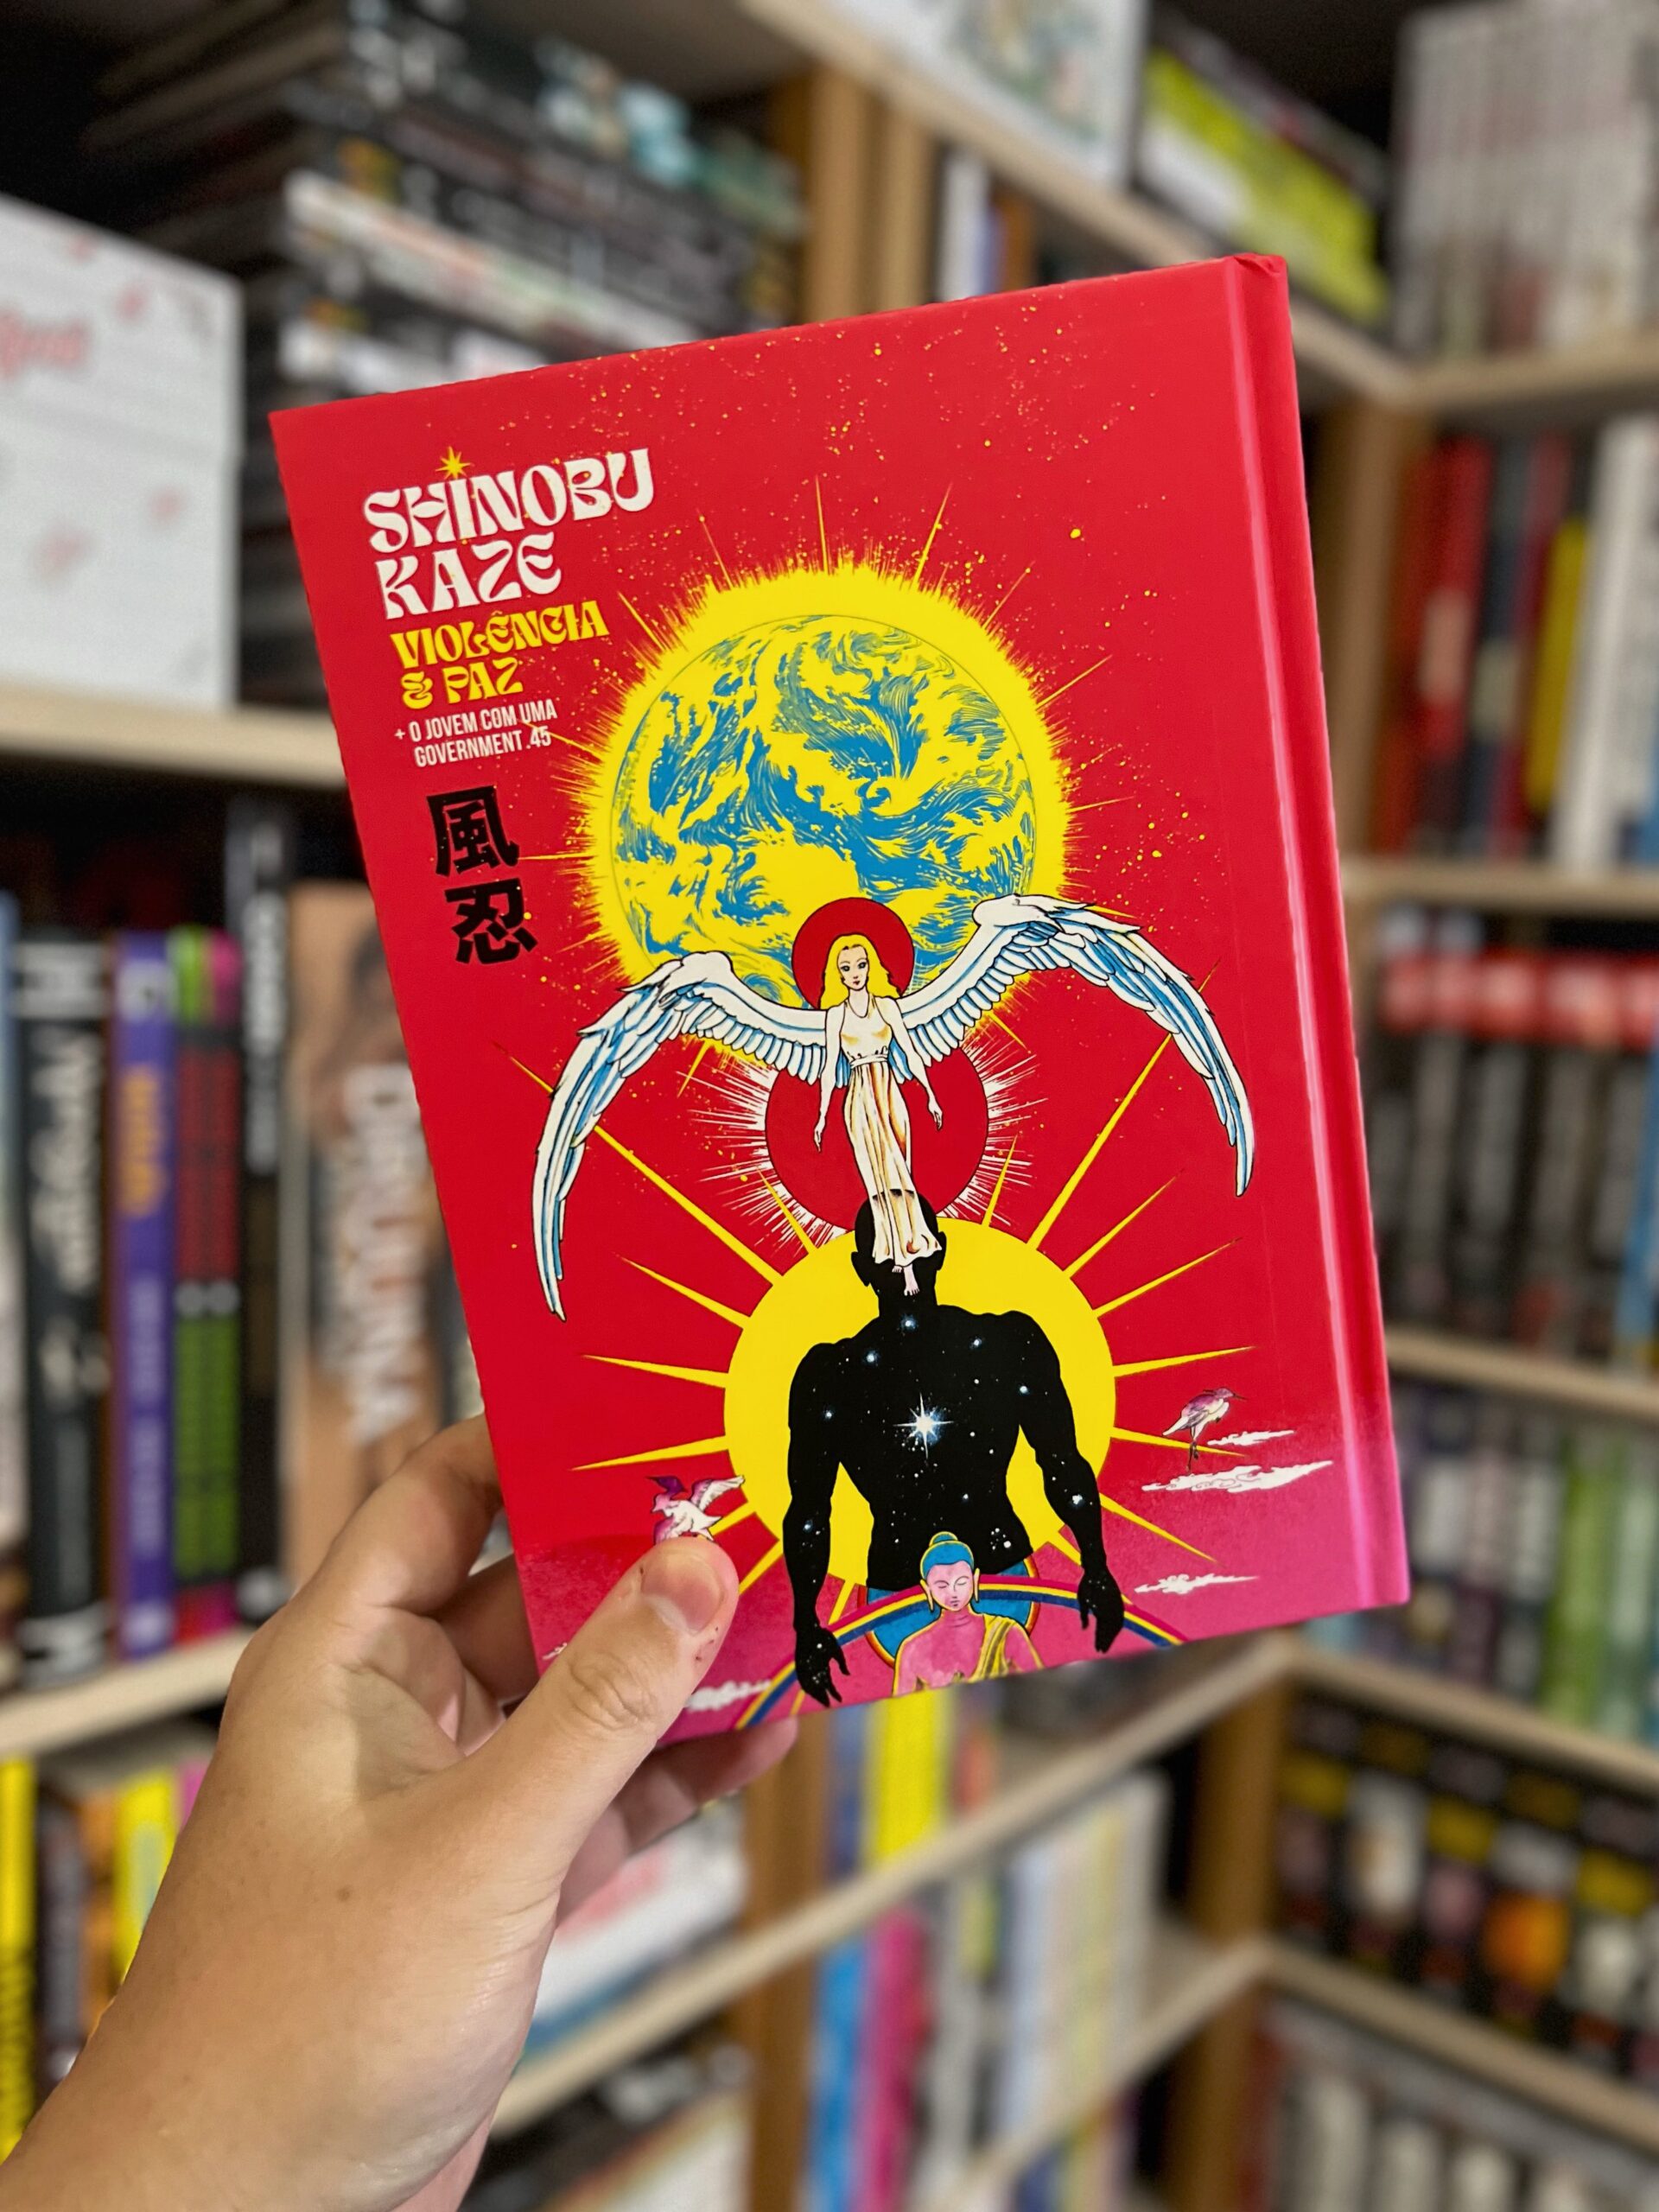 SHINOBU
KAZE
VIOLÊNCIA
& PAZ
+ O JOVEM COM UMA
GOVERNMENT .45
風
忍